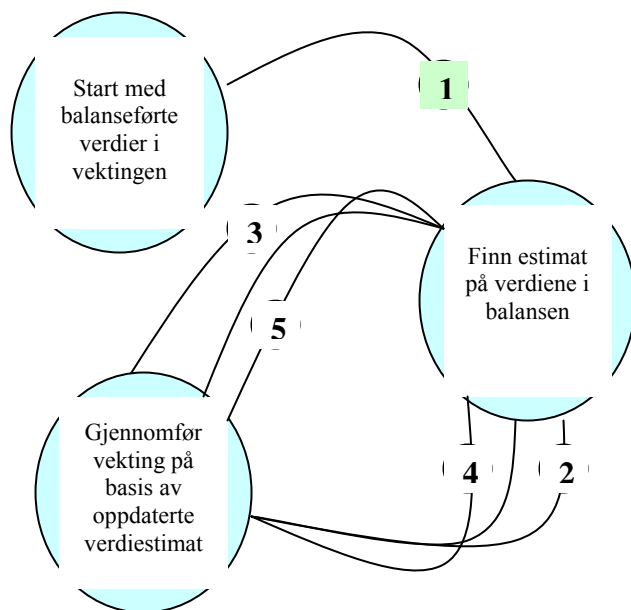 Start med
balanseførte
verdier i
vektingen
1
3
Finn estimat
på verdiene i
balansen
5
Gjennomfør
vekting på
basis av
oppdaterte
verdiestimat
4
2